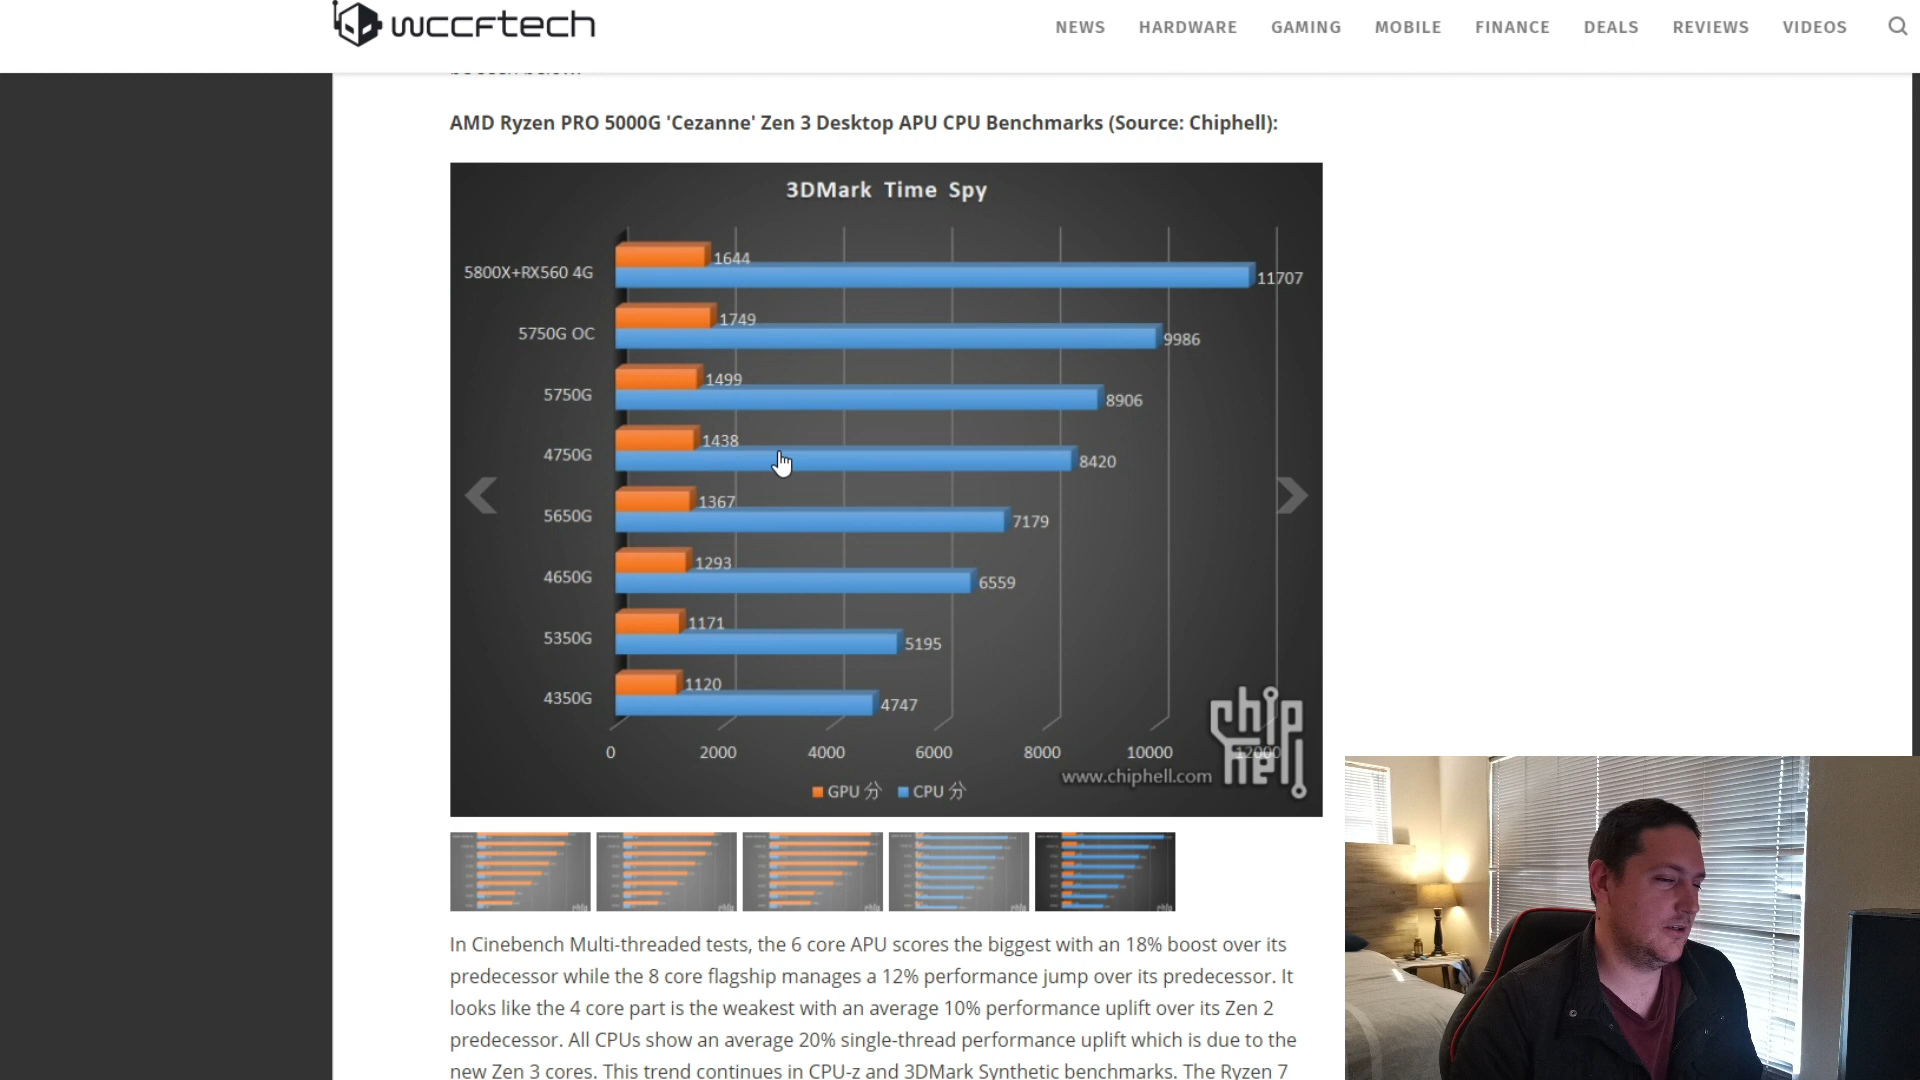 wccftech
NEWS HARDWARE GAMING MOBILE FINANCE DEALS REVIEWS VIDEOS
AMD Ryzen PRO 5000G 'Cezanne' Zen 3 Desktop APU CPU Benchmarks (Source: Chiphell):
3DMark Time Spy
5800X+RX560 4G 1644 11707
5750G OC 1749 9986
5750G 1499 8906
4750G 1438 8420
5650G 1367 7179
4650G 1293 6559
5350G 1171 5195
4350G 1120 4747
0 2000 4000 6000 8000 10000 12000
chip hell
www.chiphell.com
GPU 分 CPU 分
In Cinebench Multi-threaded tests, the 6 core APU scores the biggest with an 18% boost over its
predecessor while the 8 core flagship manages a 12% performance jump over its predecessor. It
looks like the 4 core part is the weakest with an average 10% performance uplift over its Zen 2
predecessor. All CPUs show an average 20% single-thread performance uplift which is due to the
new Zen 3 cores. This trend continues in CPU-z and 3DMark Synthetic benchmarks. The Ryzen 7